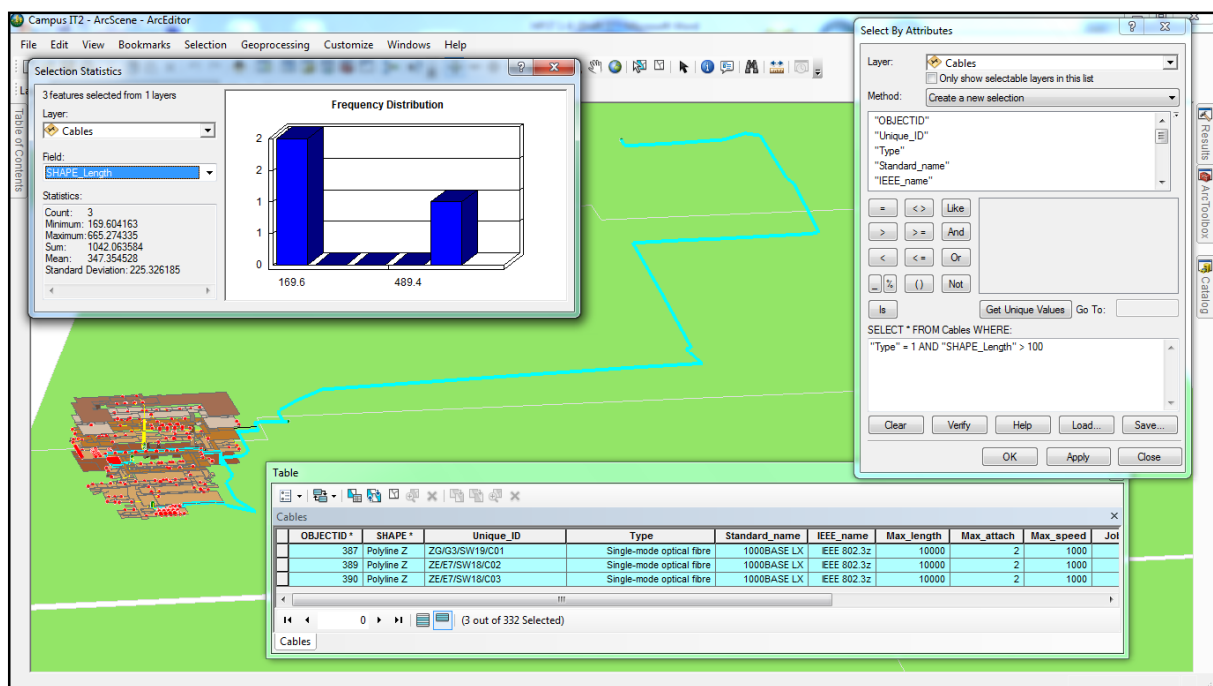 Campus IT2 - ArcScene - ArcEditor
File Edit View Bookmarks Selection Geoprocessing Customize Windows Help
Selection Statistics
3 features selected from 1 layers
Layer:
Cables
Field:
SHAPE_Length
Statistics:
Count: 3
Minimum: 169.604163
Maximum: 665.274335
Sum: 1042.063584
Mean: 347.354528
Standard Deviation: 225.326185
Frequency Distribution
2
2
1
1
0
169.6 489.4
Table of Contents
Select By Attributes
Layer: Cables
Only show selectable layers in this list
Method: Create a new selection
"OBJECTID"
"Unique_ID"
"Type"
"Standard_name"
"IEEE_name"
= < > Like
> > = And
< < = Or
_ % ( ) Not
Is Get Unique Values Go To:
SELECT * FROM Cables WHERE:
"Type" = 1 AND "SHAPE_Length" > 100
Clear Verify Help Load... Save...
OK Apply Close
Results
ArcToolbox
Catalog
Table
Cables
OBJECTID * SHAPE * Unique_ID Type Standard_name IEEE_name Max_length Max_attach Max_speed Jol
387 Polyline Z ZG/G3/SW19/C01 Single-mode optical fibre 1000BASE LX IEEE 802.3z 10000 2 1000
389 Polyline Z ZE/E7/SW18/C02 Single-mode optical fibre 1000BASE LX IEEE 802.3z 10000 2 1000
390 Polyline Z ZE/E7/SW18/C03 Single-mode optical fibre 1000BASE LX IEEE 802.3z 10000 2 1000
0 (3 out of 332 Selected)
Cables